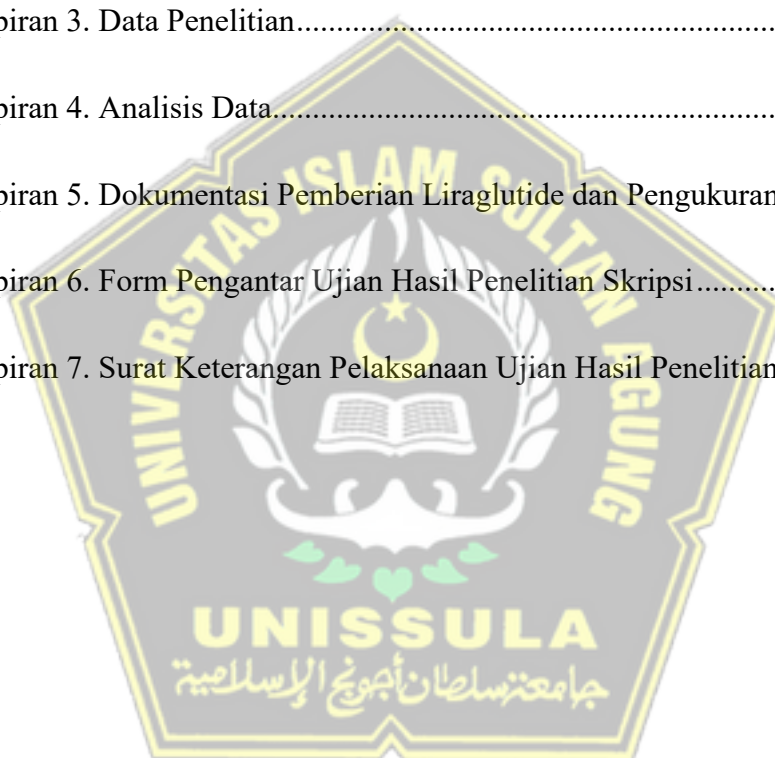 piran 3. Data Penelitian
piran 4. Analisis Data
piran 5. Dokumentasi Pemberian Liraglutide dan Pengukuran
piran 6. Form Pengantar Ujian Hasil Penelitian Skripsi
piran 7. Surat Keterangan Pelaksanaan Ujian Hasil Penelitian
UNIVERSITAS ISLAM SULTAN AGUNG
UNISSULA
جامعة سلطان أجونج الإسلامية